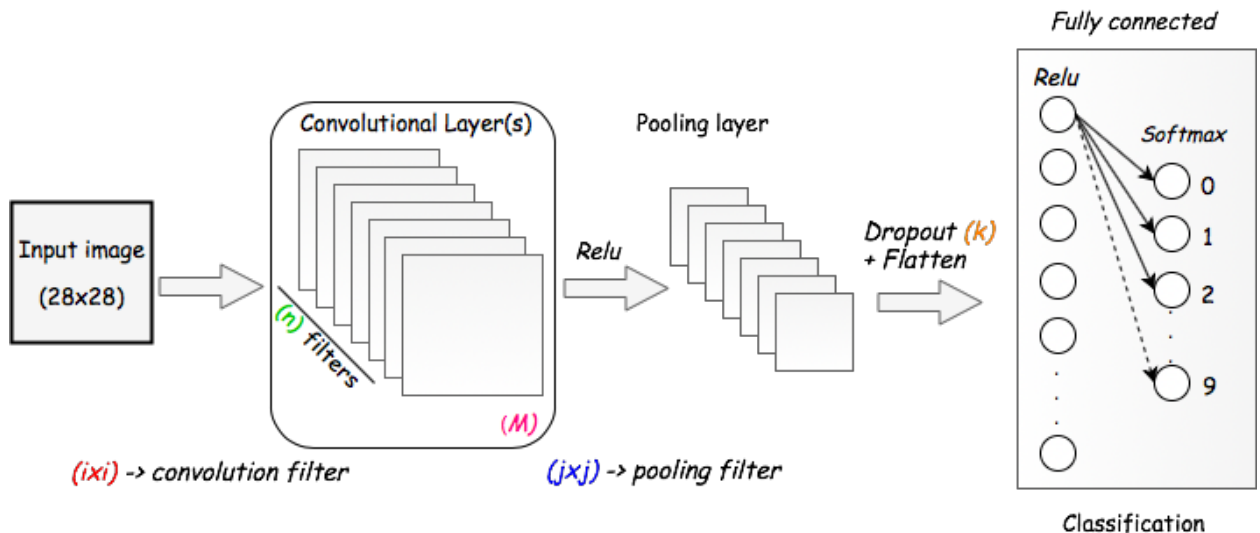 Fully connected
Convolutional Layer(s)
Pooling layer
Relu
Softmax
Input image
(28x28)
(n) filters
Relu
Dropout (k)
+ Flatten
0
1
2
9
(M)
(ixi) -> convolution filter
(jxj) -> pooling filter
Classification